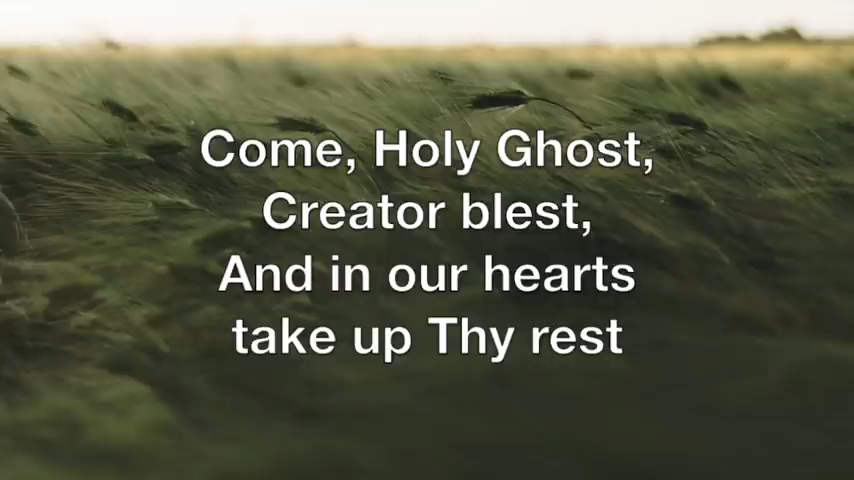 Come, Holy Ghost,
Creator blest,
And in our hearts
take up Thy rest